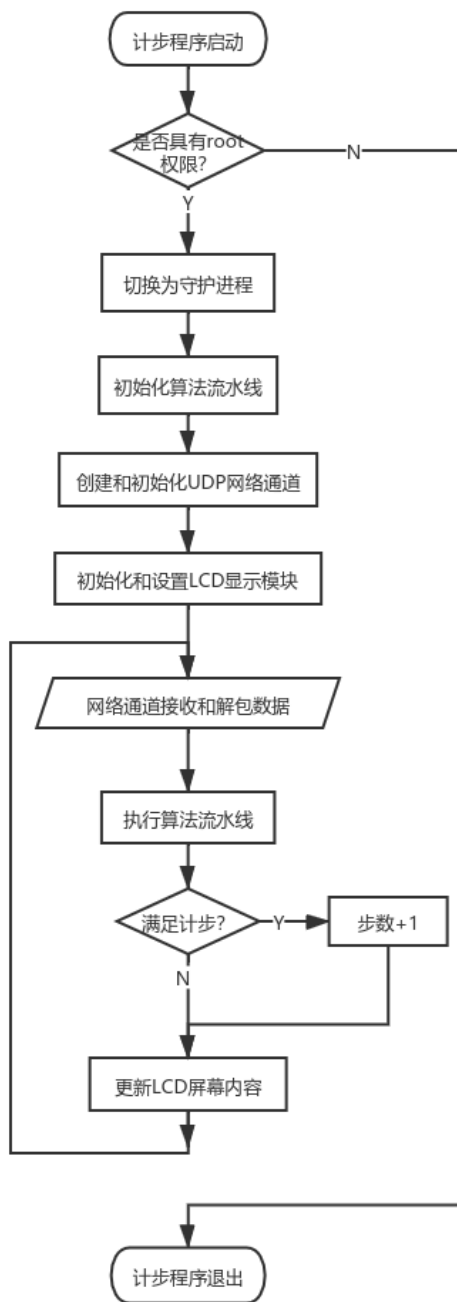 计步程序启动
是否具有root
权限？
N
Y
切换为守护进程
初始化算法流水线
创建和初始化UDP网络通道
初始化和设置LCD显示模块
网络通道接收和解包数据
执行算法流水线
满足计步？
Y
步数+1
N
更新LCD屏幕内容
计步程序退出